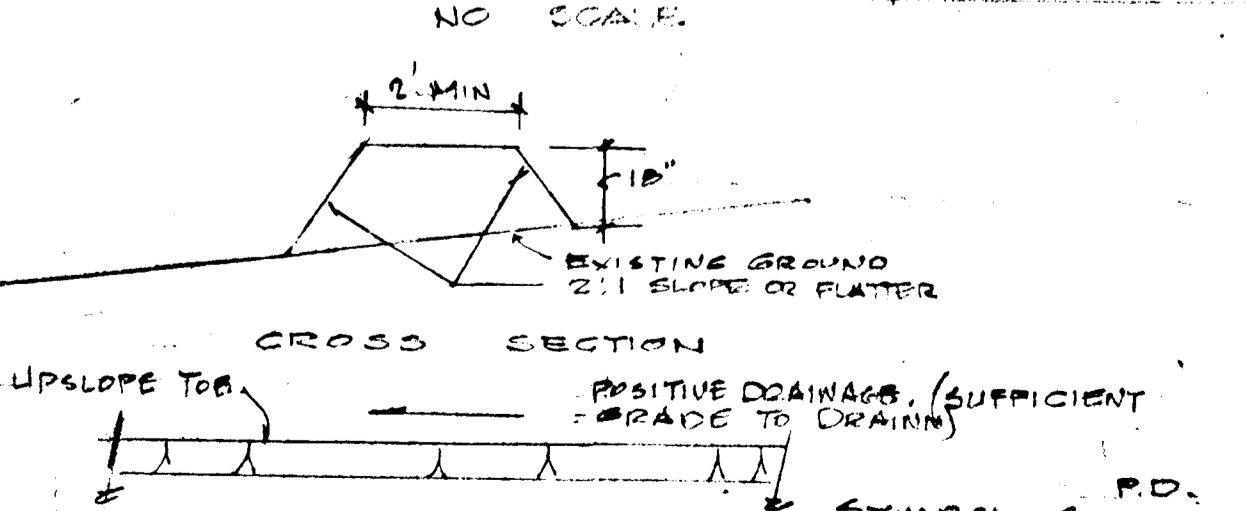 NO SCALE.
2' MIN
18"
EXISTING GROUND
2:1 SLOPE OR FLATTER
CROSS SECTION
UPSLOPE TOE
POSITIVE DRAINAGE. (SUFFICIENT
GRADE TO DRAINN)
P.D.